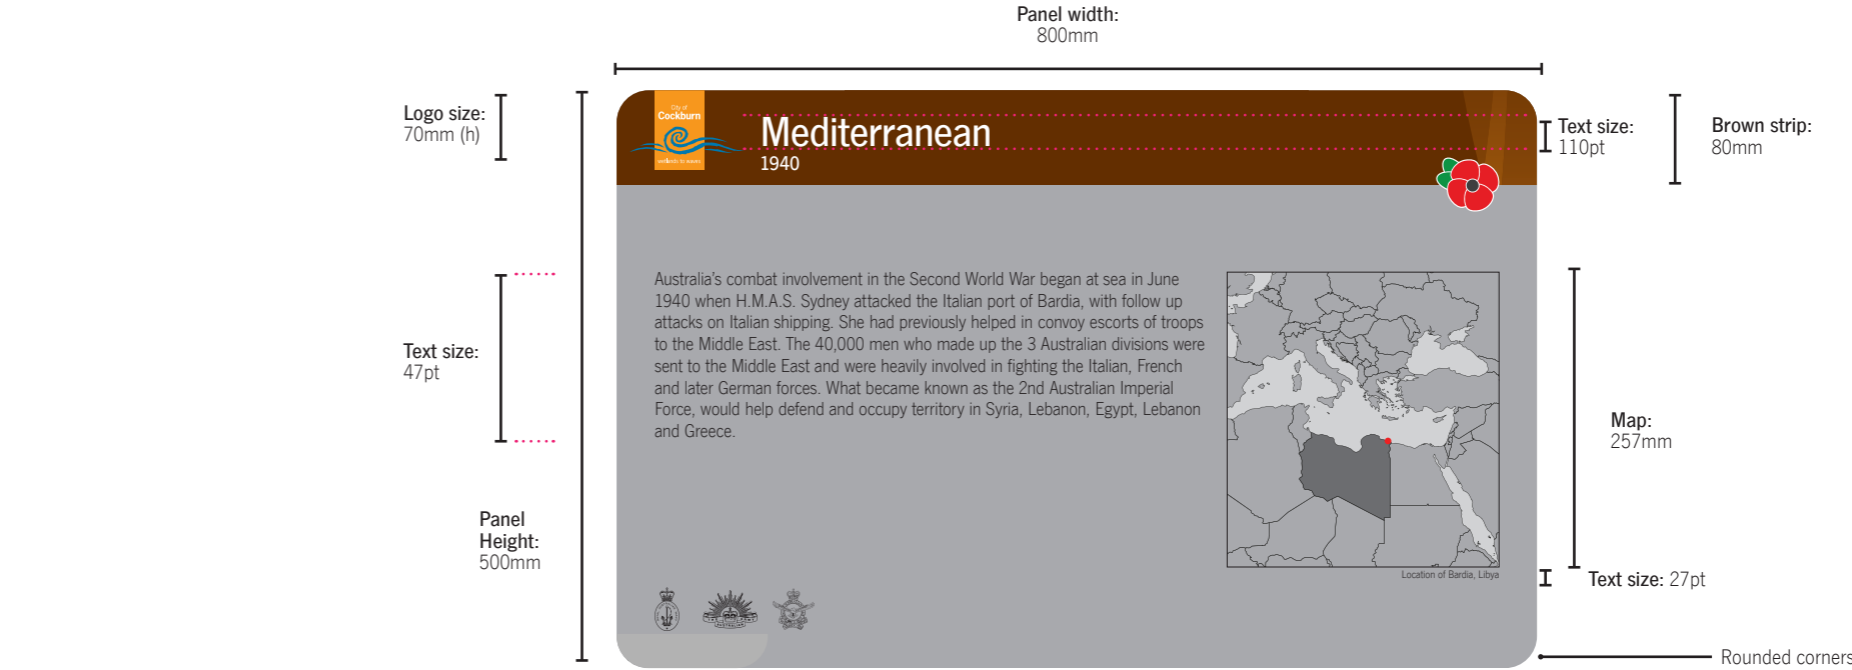 Panel width:
800mm
Logo size:
70mm (h)
City of
Cockburn
wetlands to waves
Mediterranean
1940
Text size:
110pt
Brown strip:
80mm
Text size:
47pt
Australia's combat involvement in the Second World War began at sea in June
1940 when H.M.A.S. Sydney attacked the Italian port of Bardia, with follow up
attacks on Italian shipping. She had previously helped in convoy escorts of troops
to the Middle East. The 40,000 men who made up the 3 Australian divisions were
sent to the Middle East and were heavily involved in fighting the Italian, French
and later German forces. What became known as the 2nd Australian Imperial
Force, would help defend and occupy territory in Syria, Lebanon, Egypt, Lebanon
and Greece.
Map:
257mm
Panel
Height:
500mm
Location of Bardia, Libya
Text size: 27pt
Rounded corners